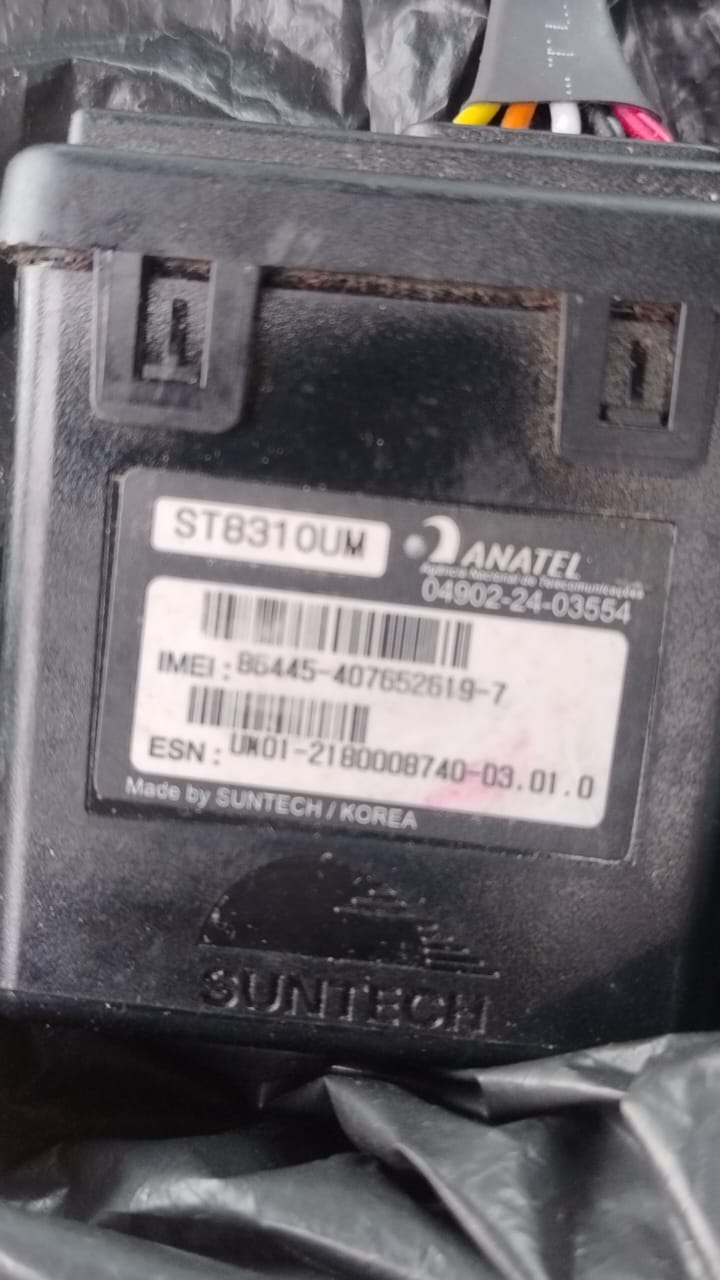 ST8310UM
ANATEL
Agência Nacional de Telecomunicações
04902-24-03554
IMEI: 86445-407652619-7
ESN: UK01-2180008740-03.01.0
Made by SUNTECH / KOREA
SUNTECH